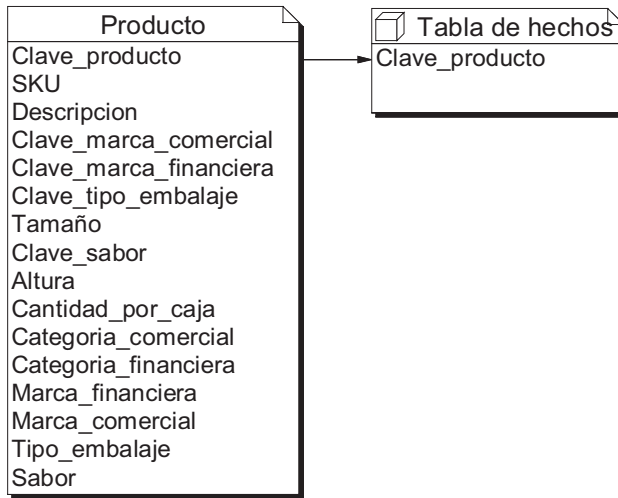 Producto
Clave_producto
SKU
Descripcion
Clave_marca_comercial
Clave_marca_financiera
Clave_tipo_embalaje
Tamaño
Clave_sabor
Altura
Cantidad_por_caja
Categoria_comercial
Categoria_financiera
Marca_financiera
Marca_comercial
Tipo_embalaje
Sabor
Tabla de hechos
Clave_producto